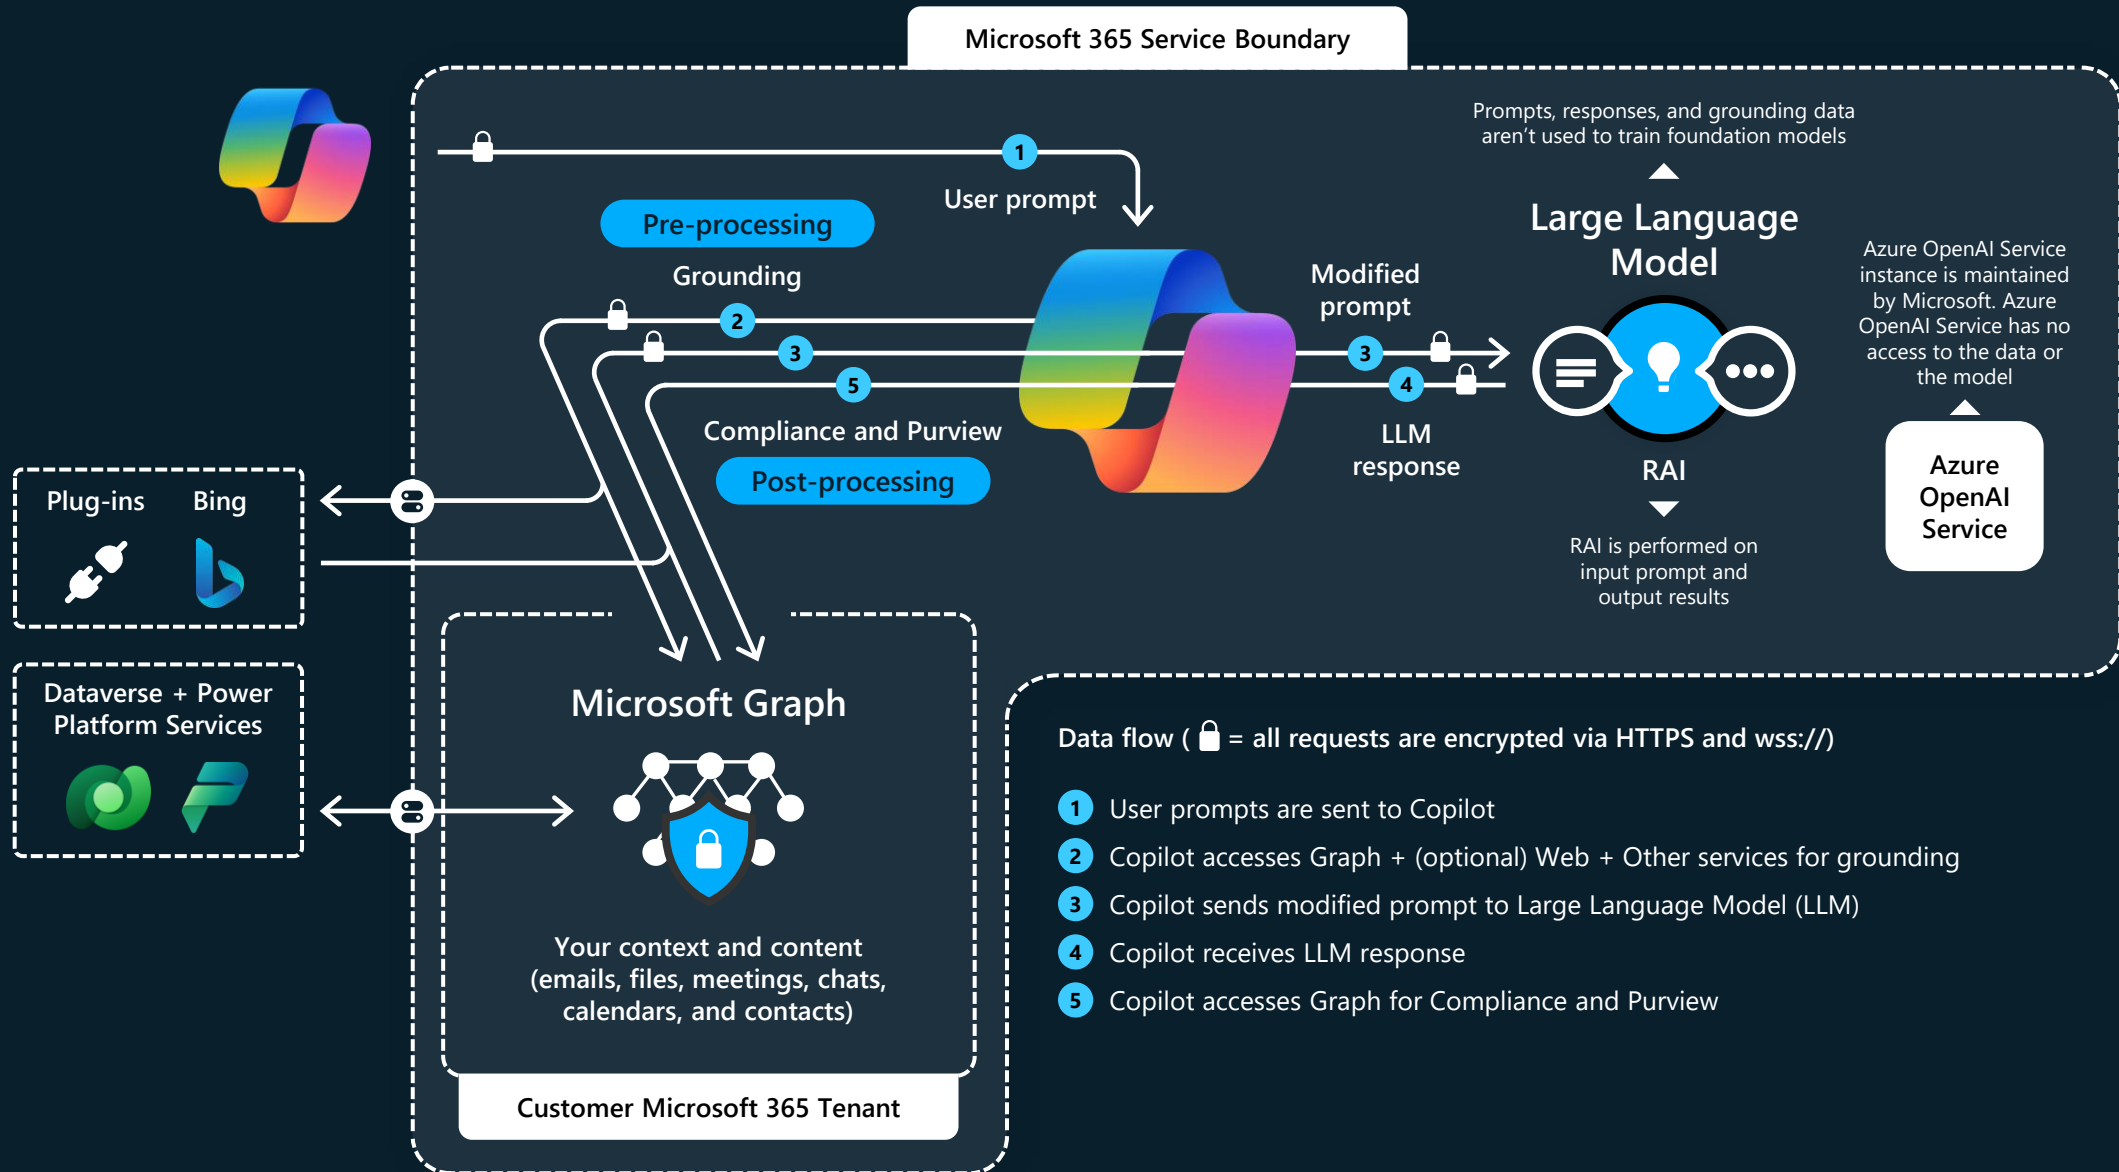 Microsoft 365 Service Boundary
Prompts, responses, and grounding data
aren't used to train foundation models
1
User prompt
Pre-processing
Grounding
2
3
5
Compliance and Purview
Post-processing
Modified
prompt
3
4
LLM
response
Large Language
Model
RAI
RAI is performed on
input prompt and
output results
Azure OpenAI Service
instance is maintained
by Microsoft. Azure
OpenAI Service has no
access to the data or
the model
Azure
OpenAI
Service
Plug-ins
Bing
Dataverse + Power
Platform Services
Microsoft Graph
Your context and content
(emails, files, meetings, chats,
calendars, and contacts)
Customer Microsoft 365 Tenant
Data flow ( = all requests are encrypted via HTTPS and wss://)
1 User prompts are sent to Copilot
2 Copilot accesses Graph + (optional) Web + Other services for grounding
3 Copilot sends modified prompt to Large Language Model (LLM)
4 Copilot receives LLM response
5 Copilot accesses Graph for Compliance and Purview